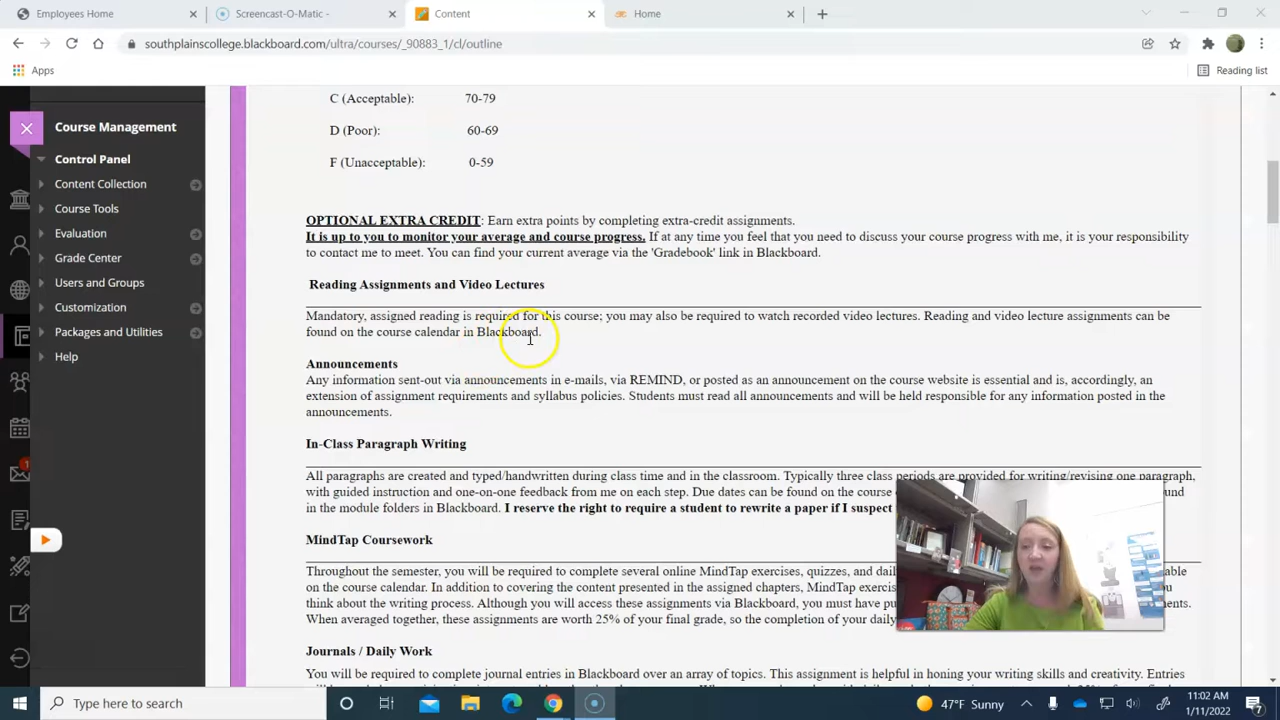 Employees Home
Screencast-O-Matic -
Content
Home
southplainscollege.blackboard.com/ultra/courses/_90883_1/cl/outline
Apps
Reading list
Course Management
Control Panel
Content Collection
Course Tools
Evaluation
Grade Center
Users and Groups
Customization
Packages and Utilities
Help
C (Acceptable): 70-79
D (Poor): 60-69
F (Unacceptable): 0-59
OPTIONAL EXTRA CREDIT: Earn extra points by completing extra-credit assignments.
It is up to you to monitor your average and course progress. If at any time you feel that you need to discuss your course progress with me, it is your responsibility
to contact me to meet. You can find your current average via the 'Gradebook' link in Blackboard.
Reading Assignments and Video Lectures
Mandatory, assigned reading is required for this course; you may also be required to watch recorded video lectures. Reading and video lecture assignments can be
found on the course calendar in Blackboard.
Announcements
Any information sent-out via announcements in e-mails, via REMIND, or posted as an announcement on the course website is essential and is, accordingly, an
extension of assignment requirements and syllabus policies. Students must read all announcements and will be held responsible for any information posted in the
announcements.
In-Class Paragraph Writing
All paragraphs are created and typed/handwritten during class time and in the classroom. Typically three class periods are provided for writing/revising one paragraph,
with guided instruction and one-on-one feedback from me on each step. Due dates can be found on the course
in the module folders in Blackboard. I reserve the right to require a student to rewrite a paper if I suspect
MindTap Coursework
Throughout the semester, you will be required to complete several online MindTap exercises, quizzes, and
on the course calendar. In addition to covering the content presented in the assigned chapters, MindTap
think about the writing process. Although you will access these assignments via Blackboard, you must have
When averaged together, these assignments are worth 25% of your final grade, so the completion of your daily
Journals / Daily Work
You will be required to complete journal entries in Blackboard over an array of topics. This assignment is helpful in honing your writing skills and creativity. Entries
Type here to search
47°F Sunny
11:02 AM
1/11/2022
7